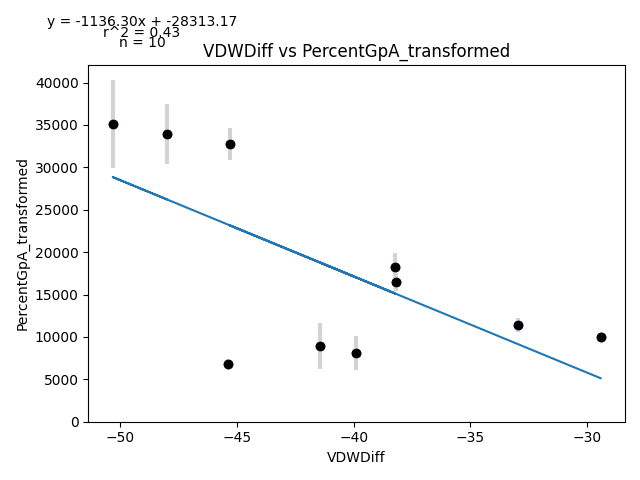 y = -1136.30x + -28313.17
r^2 = 0.43
n = 10
VDWDiff vs PercentGpA_transformed
PercentGpA_transformed
40000
35000
30000
25000
20000
15000
10000
5000
0
−50 −45 −40 −35 −30
VDWDiff